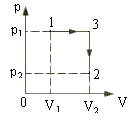 p
p₁ 1 3
p₂ 2
0 V₁ V₂ V